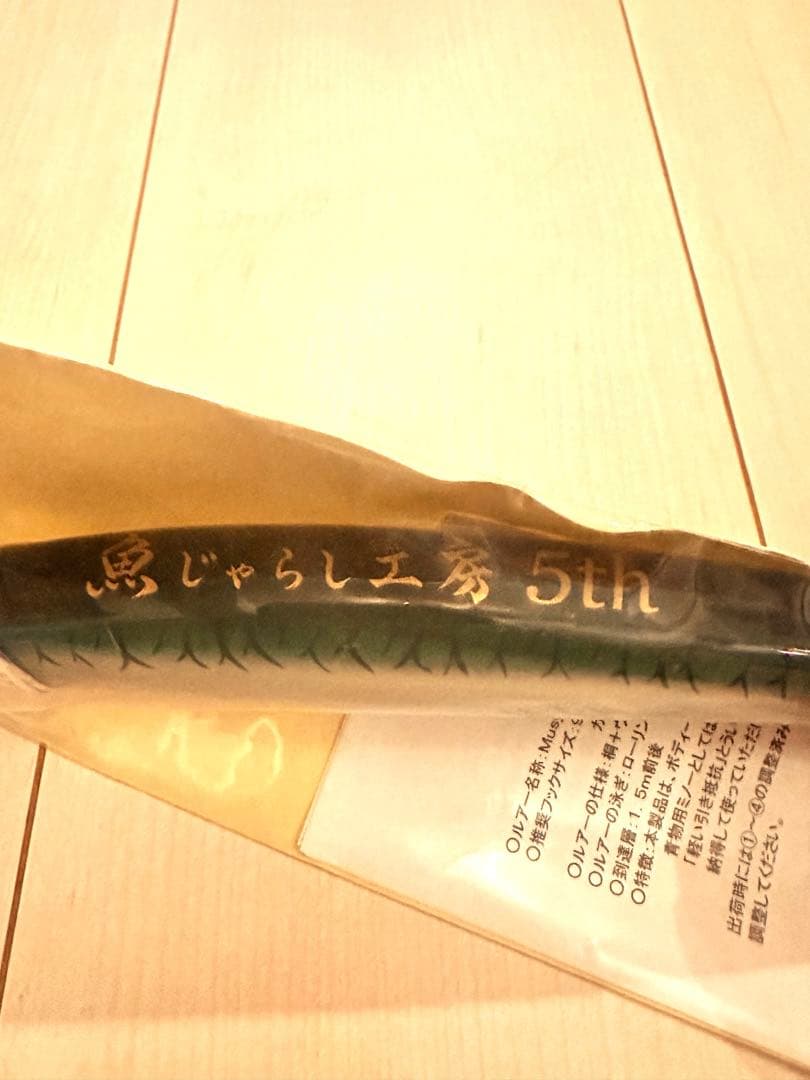 魚じゃらし工房 5th
○ルアー名称：Mus
○推奨フックサイズ：
○ルアーの仕様：桐+
○ルアーの泳ぎ：ローリン
○到達層：1.5m前後
○特徴：本製品は、ボディー
青物用ミノーとしては
「軽い引き抵抗」とうい
納得して使っていただけ
出荷時には①～④の調整済み
調整してください。